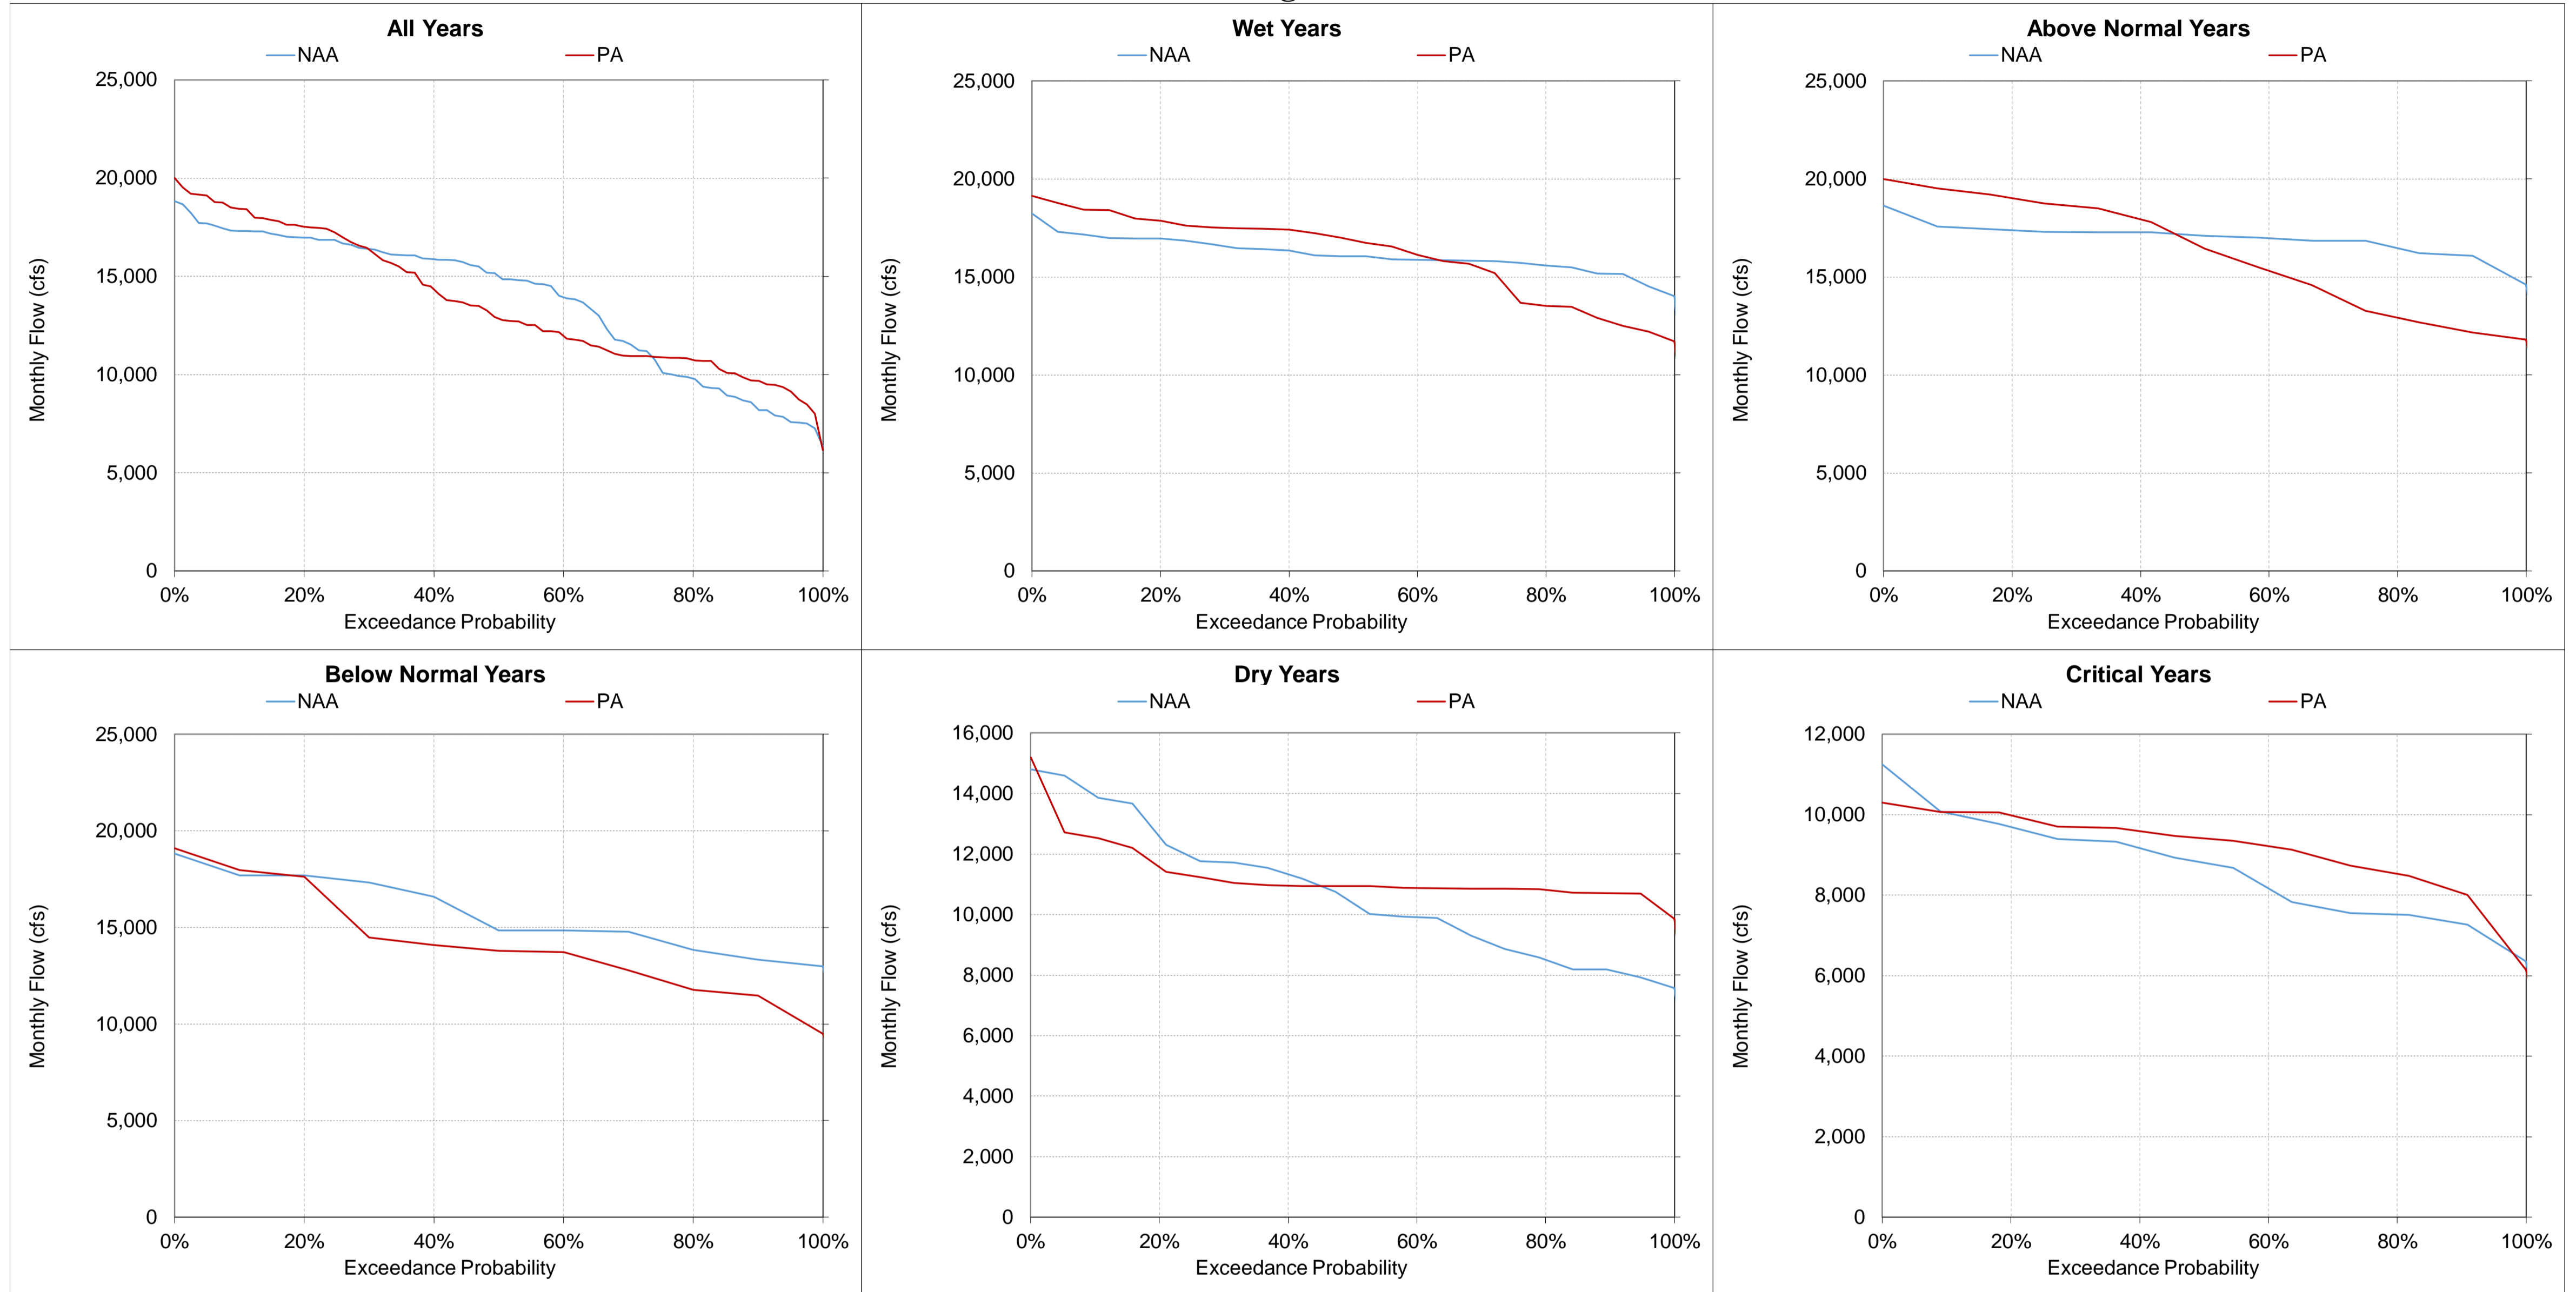 All Years
NAA PA
25,000
20,000
15,000
10,000
5,000
0
0% 20% 40% 60% 80% 100%
Monthly Flow (cfs)
Exceedance Probability
Wet Years
NAA PA
25,000
20,000
15,000
10,000
5,000
0
0% 20% 40% 60% 80% 100%
Monthly Flow (cfs)
Exceedance Probability
Above Normal Years
NAA PA
25,000
20,000
15,000
10,000
5,000
0
0% 20% 40% 60% 80% 100%
Monthly Flow (cfs)
Exceedance Probability
Below Normal Years
NAA PA
25,000
20,000
15,000
10,000
5,000
0
0% 20% 40% 60% 80% 100%
Monthly Flow (cfs)
Exceedance Probability
Dry Years
NAA PA
16,000
14,000
12,000
10,000
8,000
6,000
4,000
2,000
0
0% 20% 40% 60% 80% 100%
Monthly Flow (cfs)
Exceedance Probability
Critical Years
NAA PA
12,000
10,000
8,000
6,000
4,000
2,000
0
0% 20% 40% 60% 80% 100%
Monthly Flow (cfs)
Exceedance Probability